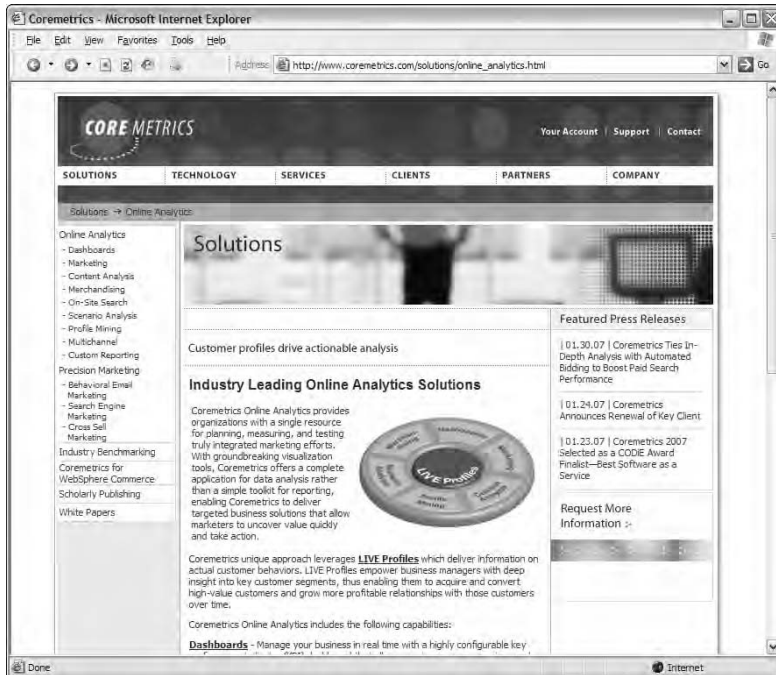 Coremetrics - Microsoft Internet Explorer
File Edit View Favorites Tools Help
Address http://www.coremetrics.com/solutions/online_analytics.html Go
CORE METRICS
Your Account | Support | Contact
SOLUTIONS TECHNOLOGY SERVICES CLIENTS PARTNERS COMPANY
Solutions → Online Analytics
Online Analytics
- Dashboards
- Marketing
- Content Analysis
- Merchandising
- On-Site Search
- Scenario Analysis
- Profile Mining
- Multichannel
- Custom Reporting
Precision Marketing
- Behavioral Email
Marketing
- Search Engine
Marketing
- Cross Sell
Marketing
Industry Benchmarking
Coremetrics for
WebSphere Commerce
Scholarly Publishing
White Papers
Solutions
Customer profiles drive actionable analysis
Industry Leading Online Analytics Solutions
Coremetrics Online Analytics provides
organizations with a single resource
for planning, measuring, and testing
truly integrated marketing efforts.
With groundbreaking visualization
tools, Coremetrics offers a complete
application for data analysis rather
than a simple toolkit for reporting,
enabling Coremetrics to deliver
targeted business solutions that allow
marketers to uncover value quickly
and take action.
LIVE Profiles
Coremetrics unique approach leverages LIVE Profiles which deliver information on
actual customer behaviors. LIVE Profiles empower business managers with deep
insight into key customer segments, thus enabling them to acquire and convert
high-value customers and grow more profitable relationships with those customers
over time.
Coremetrics Online Analytics includes the following capabilities:
Dashboards - Manage your business in real time with a highly configurable key
Featured Press Releases
| 01.30.07 | Coremetrics Ties In-
Depth Analysis with Automated
Bidding to Boost Paid Search
Performance
| 01.24.07 | Coremetrics
Announces Renewal of Key Client
| 01.23.07 | Coremetrics 2007
Selected as a CODiE Award
Finalist—Best Software as a
Service
Request More
Information :-
Done Internet